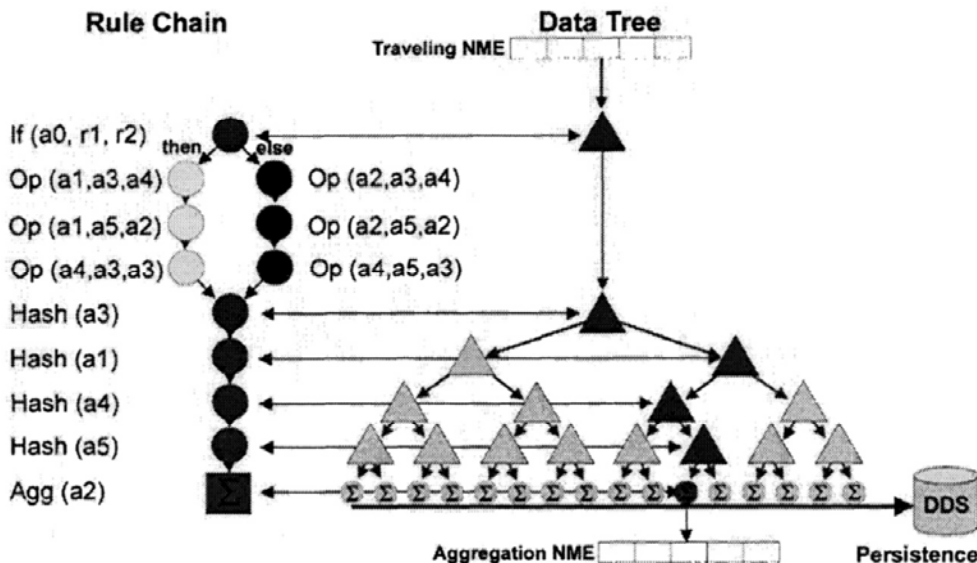 Rule Chain
Data Tree
Traveling NME
If (a0, r1, r2)
then
else
Op (a1,a3,a4)
Op (a2,a3,a4)
Op (a1,a5,a2)
Op (a2,a5,a2)
Op (a4,a3,a3)
Op (a4,a5,a3)
Hash (a3)
Hash (a1)
Hash (a4)
Hash (a5)
Agg (a2)
Σ
Σ Σ Σ Σ Σ Σ Σ Σ Σ Σ Σ Σ Σ Σ Σ Σ
DDS
Aggregation NME
Persistence